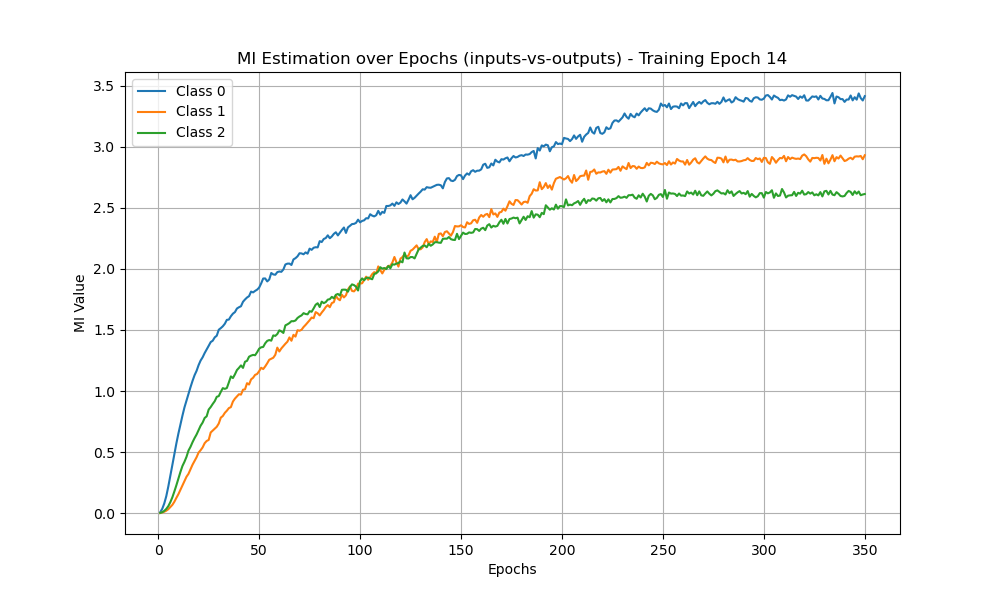 MI Estimation over Epochs (inputs-vs-outputs) - Training Epoch 14
Class 0
Class 1
Class 2
MI Value
3.5
3.0
2.5
2.0
1.5
1.0
0.5
0.0
0 50 100 150 200 250 300 350
Epochs